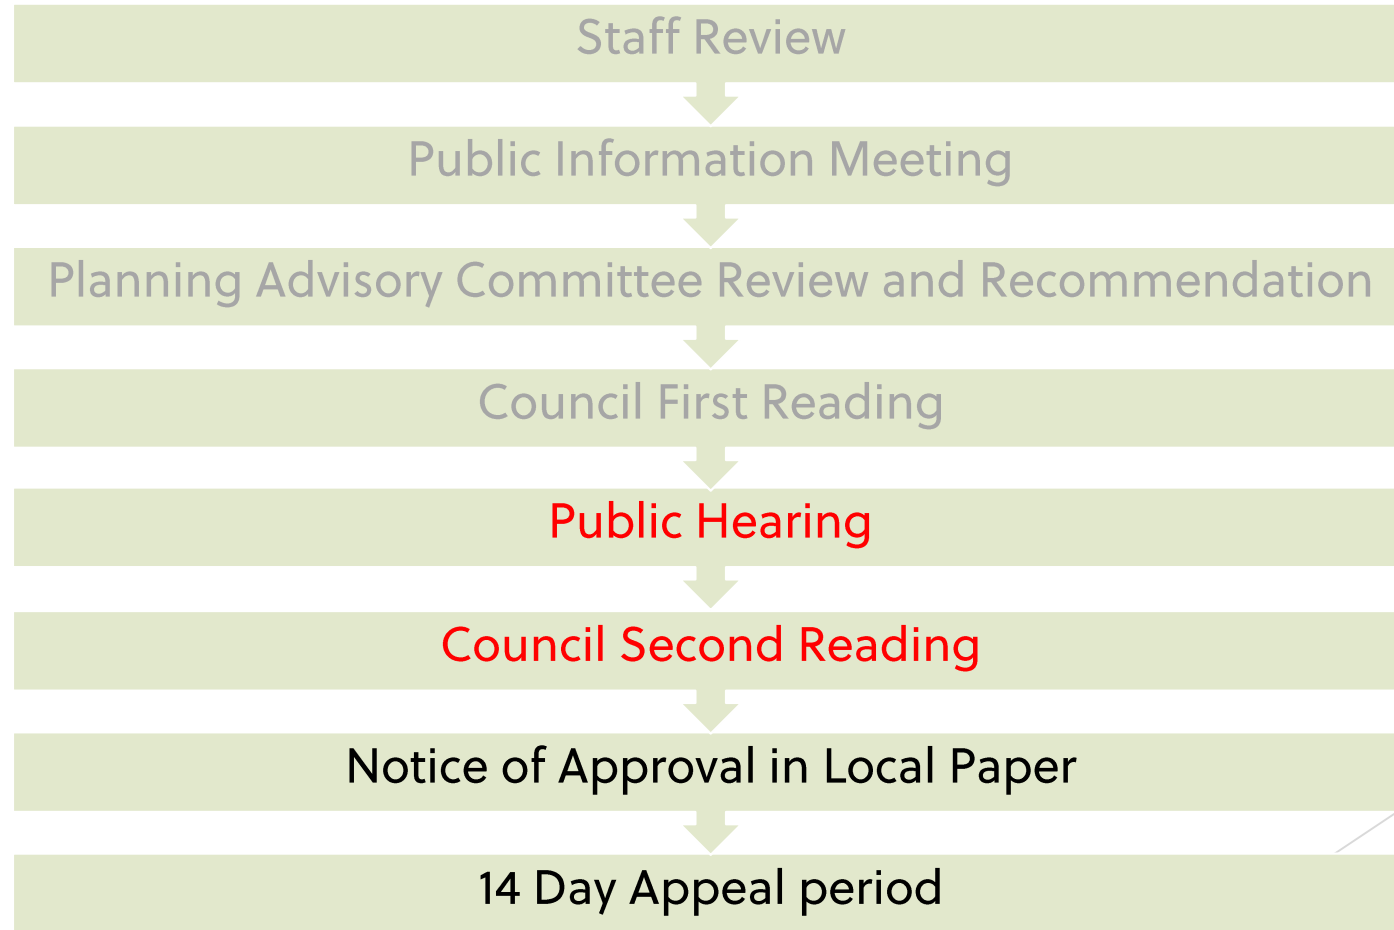 Staff Review
Public Information Meeting
Planning Advisory Committee Review and Recommendation
Council First Reading
Public Hearing
Council Second Reading
Notice of Approval in Local Paper
14 Day Appeal period